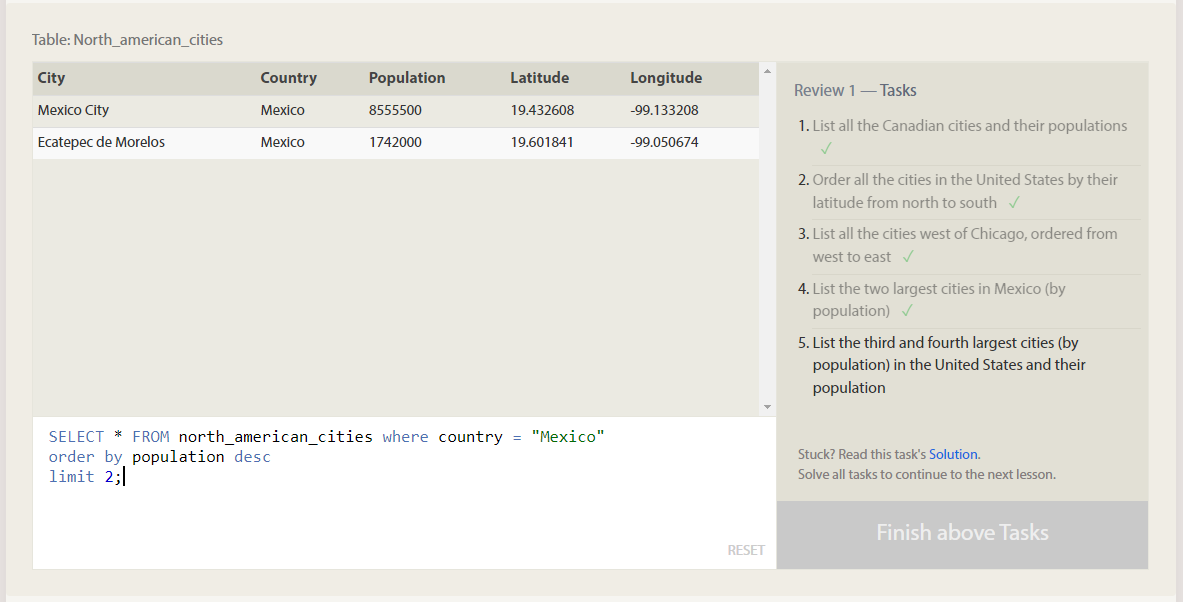 Table: North_american_cities
City Country Population Latitude Longitude
Mexico City Mexico 8555500 19.432608 -99.133208
Ecatepec de Morelos Mexico 1742000 19.601841 -99.050674
SELECT * FROM north_american_cities where country = "Mexico"
order by population desc
limit 2;
RESET
Review 1 — Tasks
1. List all the Canadian cities and their populations
✓
2. Order all the cities in the United States by their
latitude from north to south ✓
3. List all the cities west of Chicago, ordered from
west to east ✓
4. List the two largest cities in Mexico (by
population) ✓
5. List the third and fourth largest cities (by
population) in the United States and their
population
Stuck? Read this task's Solution.
Solve all tasks to continue to the next lesson.
Finish above Tasks